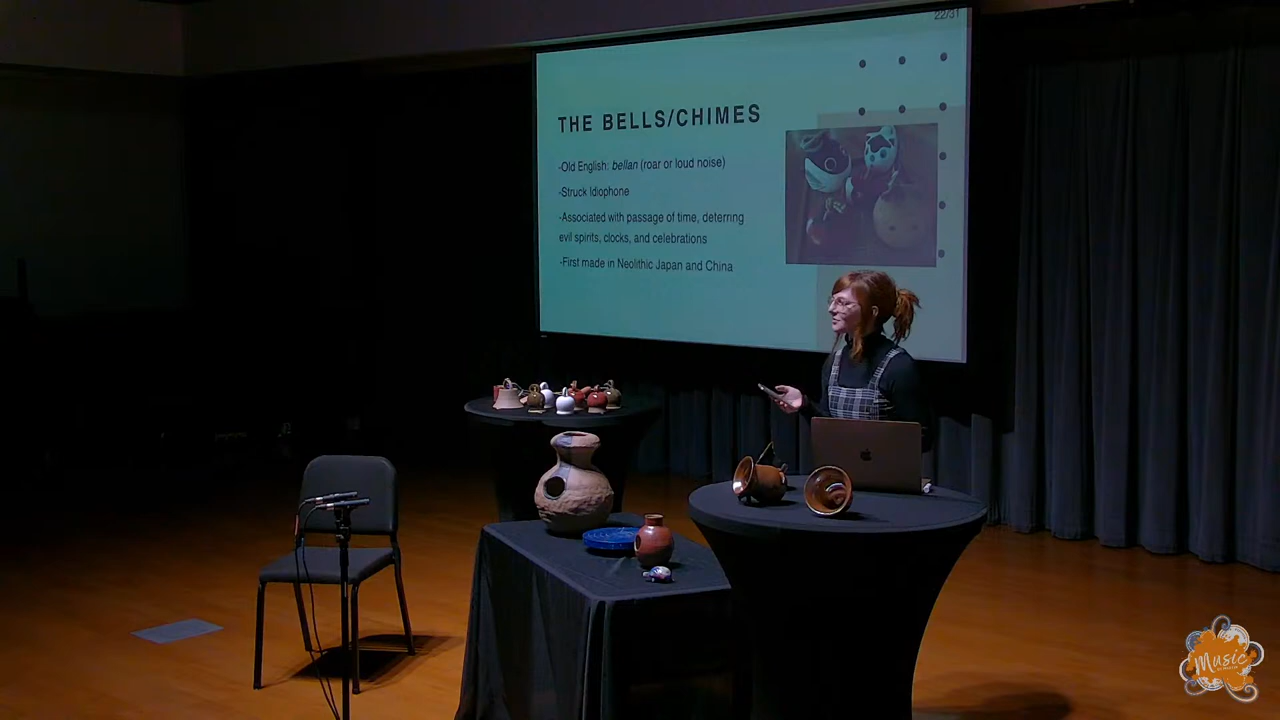 22/31
THE BELLS/CHIMES
-Old English: bellan (roar or loud noise)
-Struck Idiophone
-Associated with passage of time, deterring
evil spirits, clocks, and celebrations
-First made in Neolithic Japan and China
Music